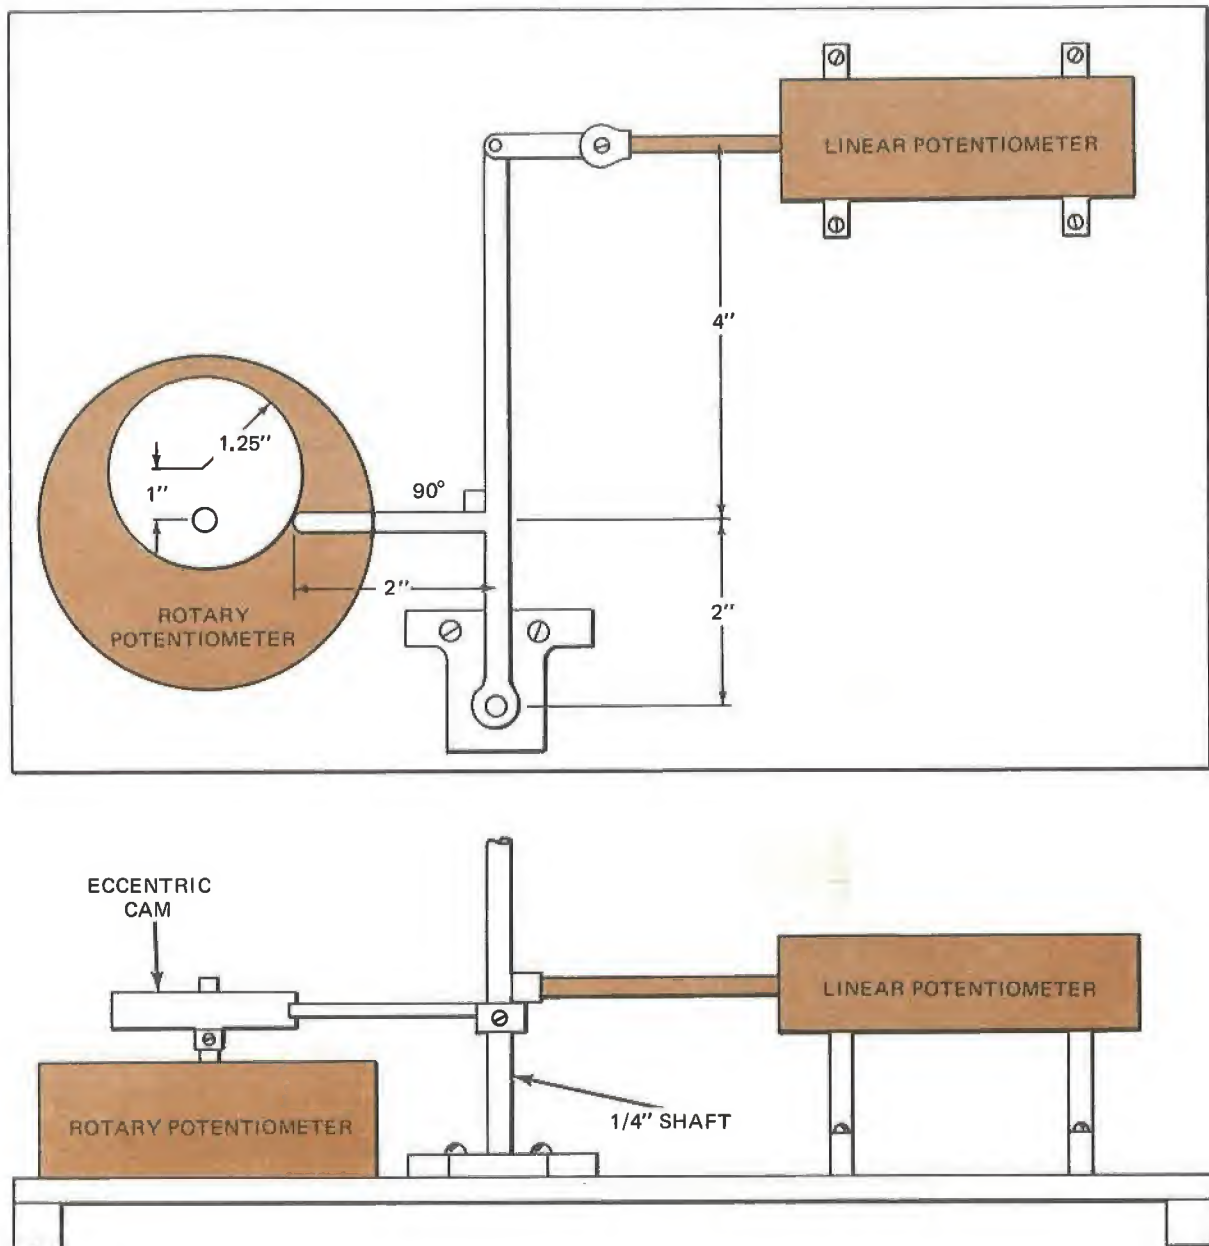 LINEAR POTENTIOMETER
4"
1.25"
1"
90°
2"
2"
ROTARY
POTENTIOMETER
ECCENTRIC
CAM
LINEAR POTENTIOMETER
1/4" SHAFT
ROTARY POTENTIOMETER